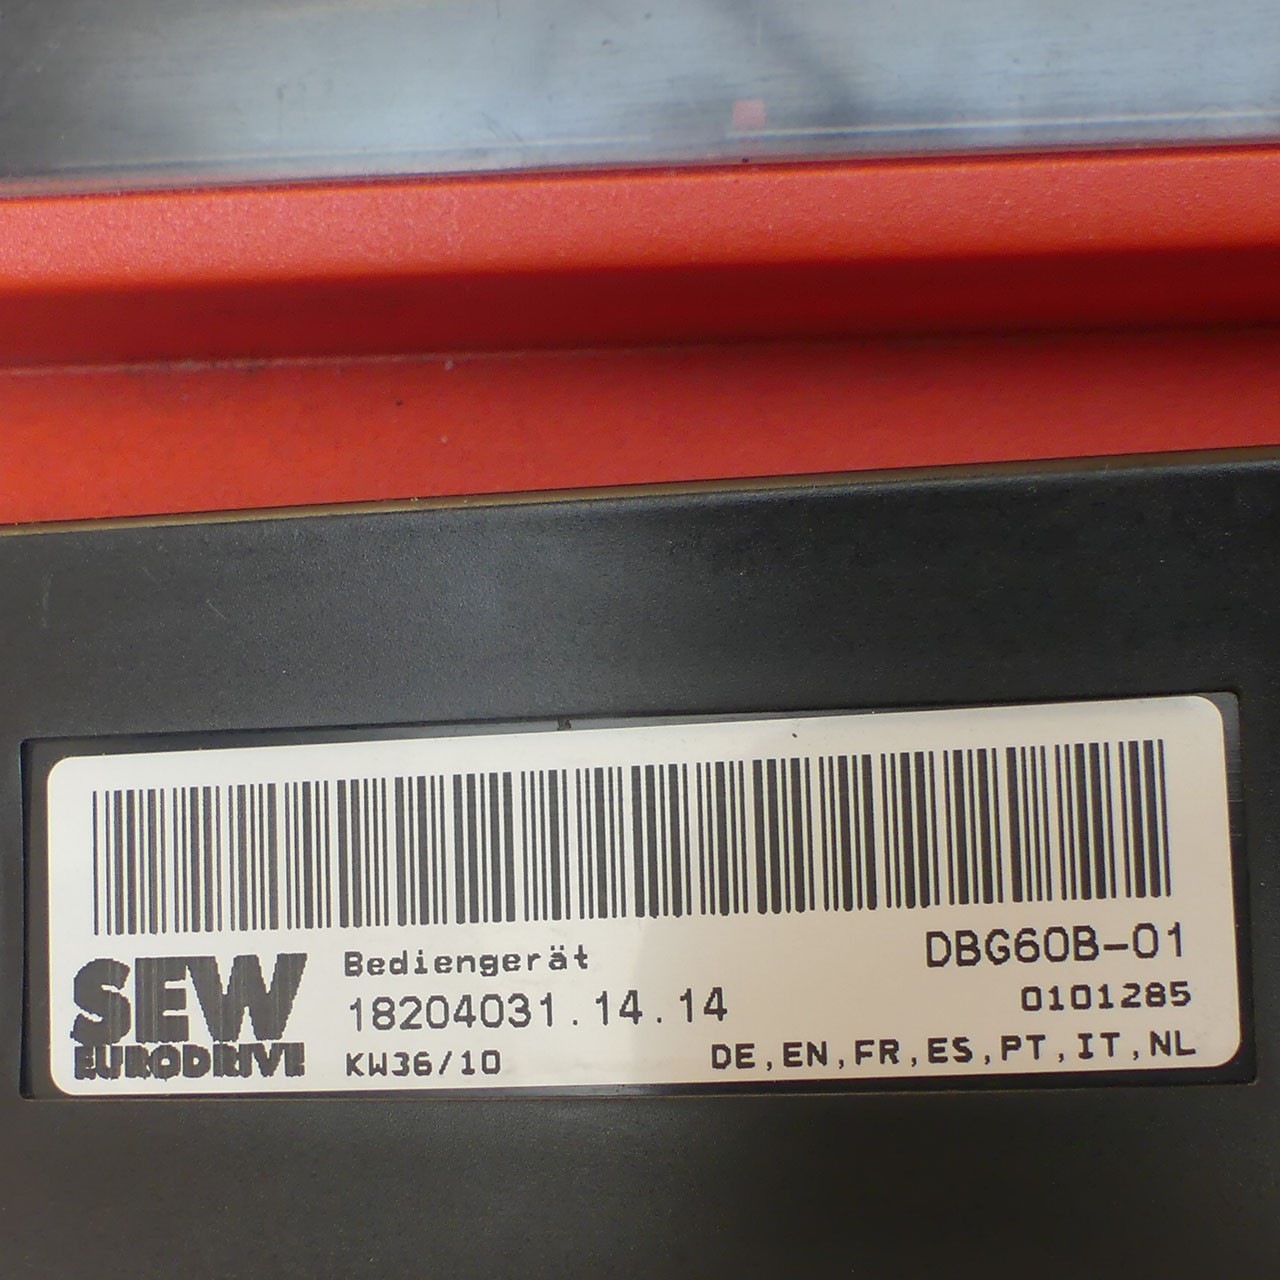 SEW
EURODRIVE
Bediengerät
18204031.14.14
KW36/10
DBG60B-01
0101285
DE,EN,FR,ES,PT,IT,NL